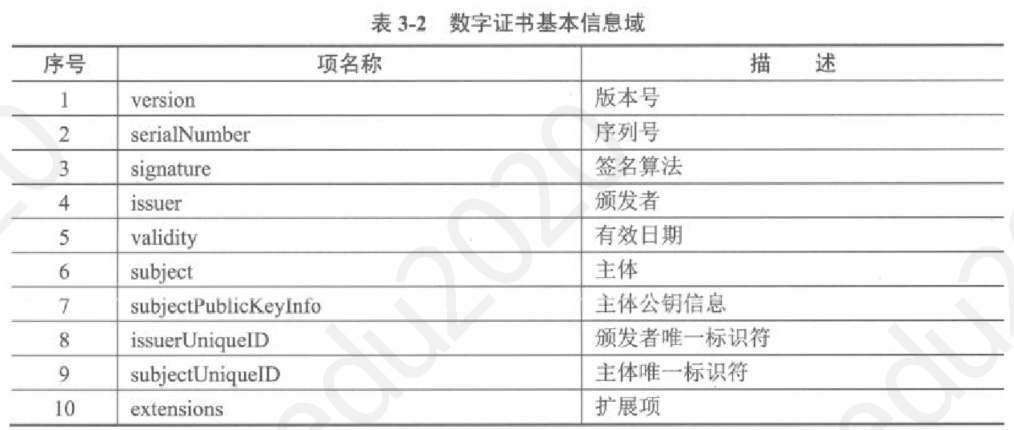 表 3-2 数字证书基本信息域
序号 项名称 描 述
1 version 版本号
2 serialNumber 序列号
3 signature 签名算法
4 issuer 颁发者
5 validity 有效日期
6 subject 主体
7 subjectPublicKeyInfo 主体公钥信息
8 issuerUniqueID 颁发者唯一标识符
9 subjectUniqueID 主体唯一标识符
10 extensions 扩展项